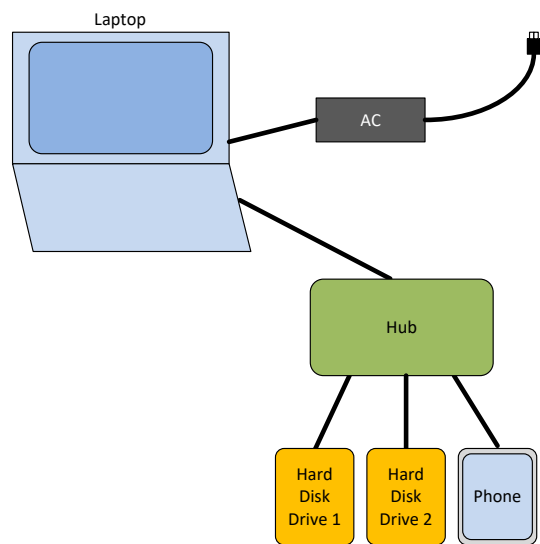 Laptop
AC
Hub
Hard
Disk
Drive 1
Hard
Disk
Drive 2
Phone